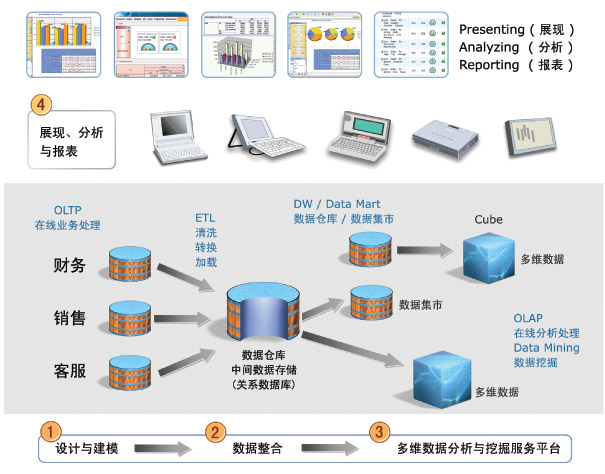 Presenting ( 展现 )
Analyzing ( 分析 )
Reporting ( 报表 )
4
展现、分析
与报表
OLTP
在线业务处理
ETL
清洗
转换
加载
DW / Data Mart
数据仓库 / 数据集市
Cube
多维数据
财务
销售
客服
数据集市
数据仓库
中间数据存储
(关系数据库)
OLAP
在线分析处理
Data Mining
数据挖掘
多维数据
1
设计与建模
2
数据整合
3
多维数据分析与挖掘服务平台